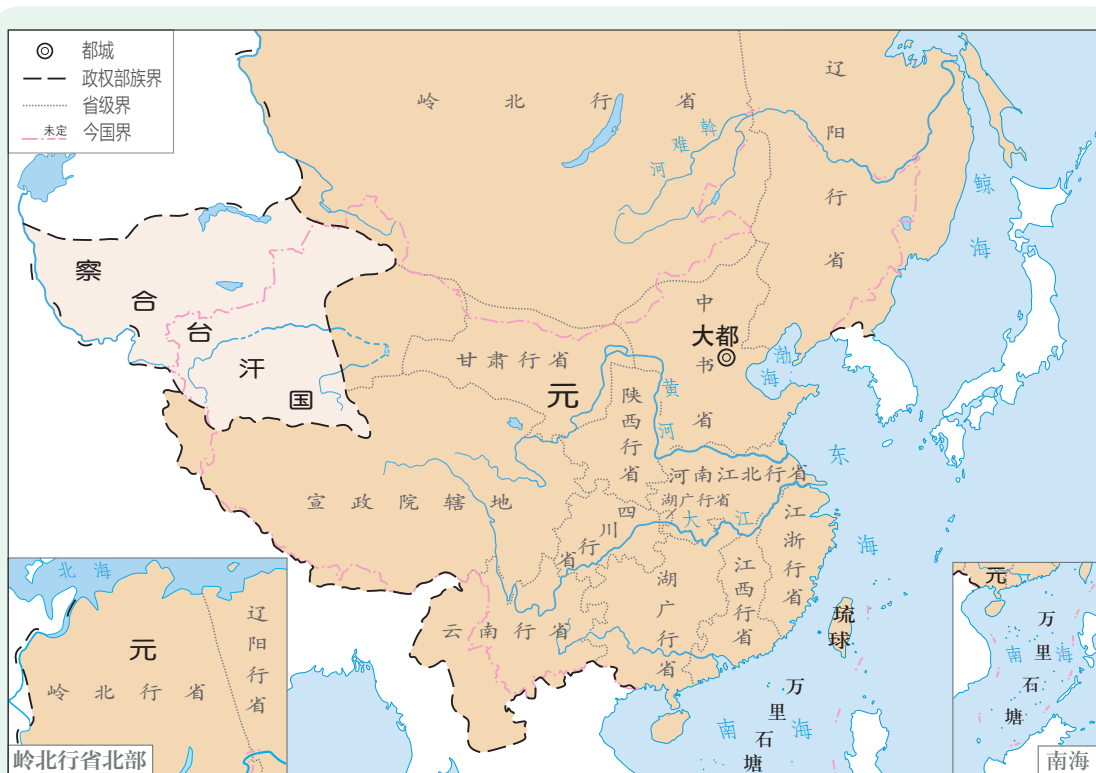 都城
政权部族界
省级界
未定 今国界
岭北行省
辽阳行省
斡难河
鲸海
察合台汗国
中书省
大都
渤海
甘肃行省
元
黄河
陕西行省
东海
宣政院辖地
河南江北行省
湖广行省
大江
四川行省
江浙行省
江西行省
湖广行省
云南行省
琉球
万里石塘
南海
北海
元
岭北行省
辽阳行省
岭北行省北部
元
万里石塘
南海
南海